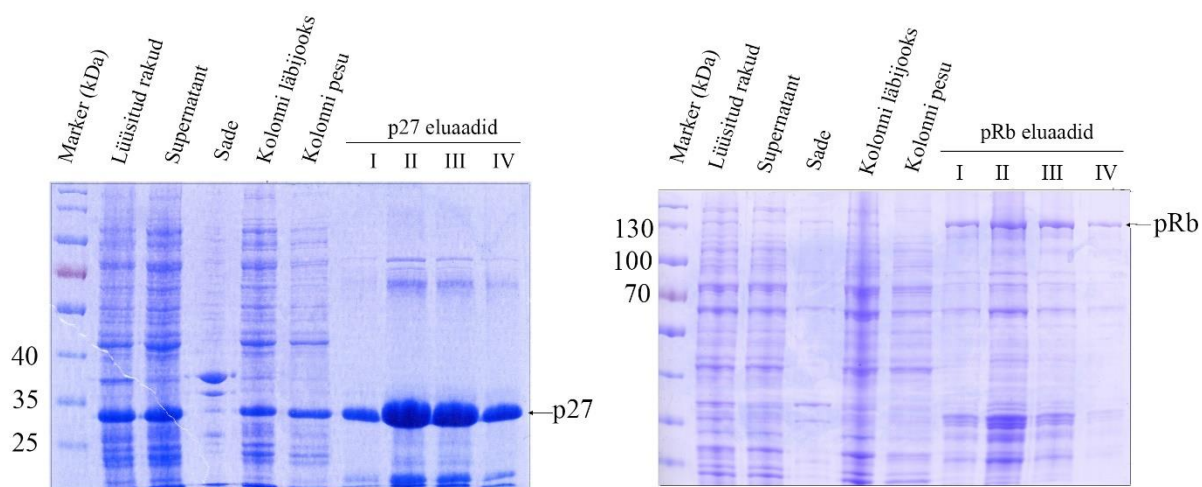 Marker (kDa)
Lüüsitud rakud
Supernatant
Sade
Kolonni läbijooks
Kolonni pesu
p27 eluaadid
I II III IV
40
35
25
p27
Marker (kDa)
Lüüsitud rakud
Supernatant
Sade
Kolonni läbijooks
Kolonni pesu
pRb eluaadid
I II III IV
130
100
70
pRb